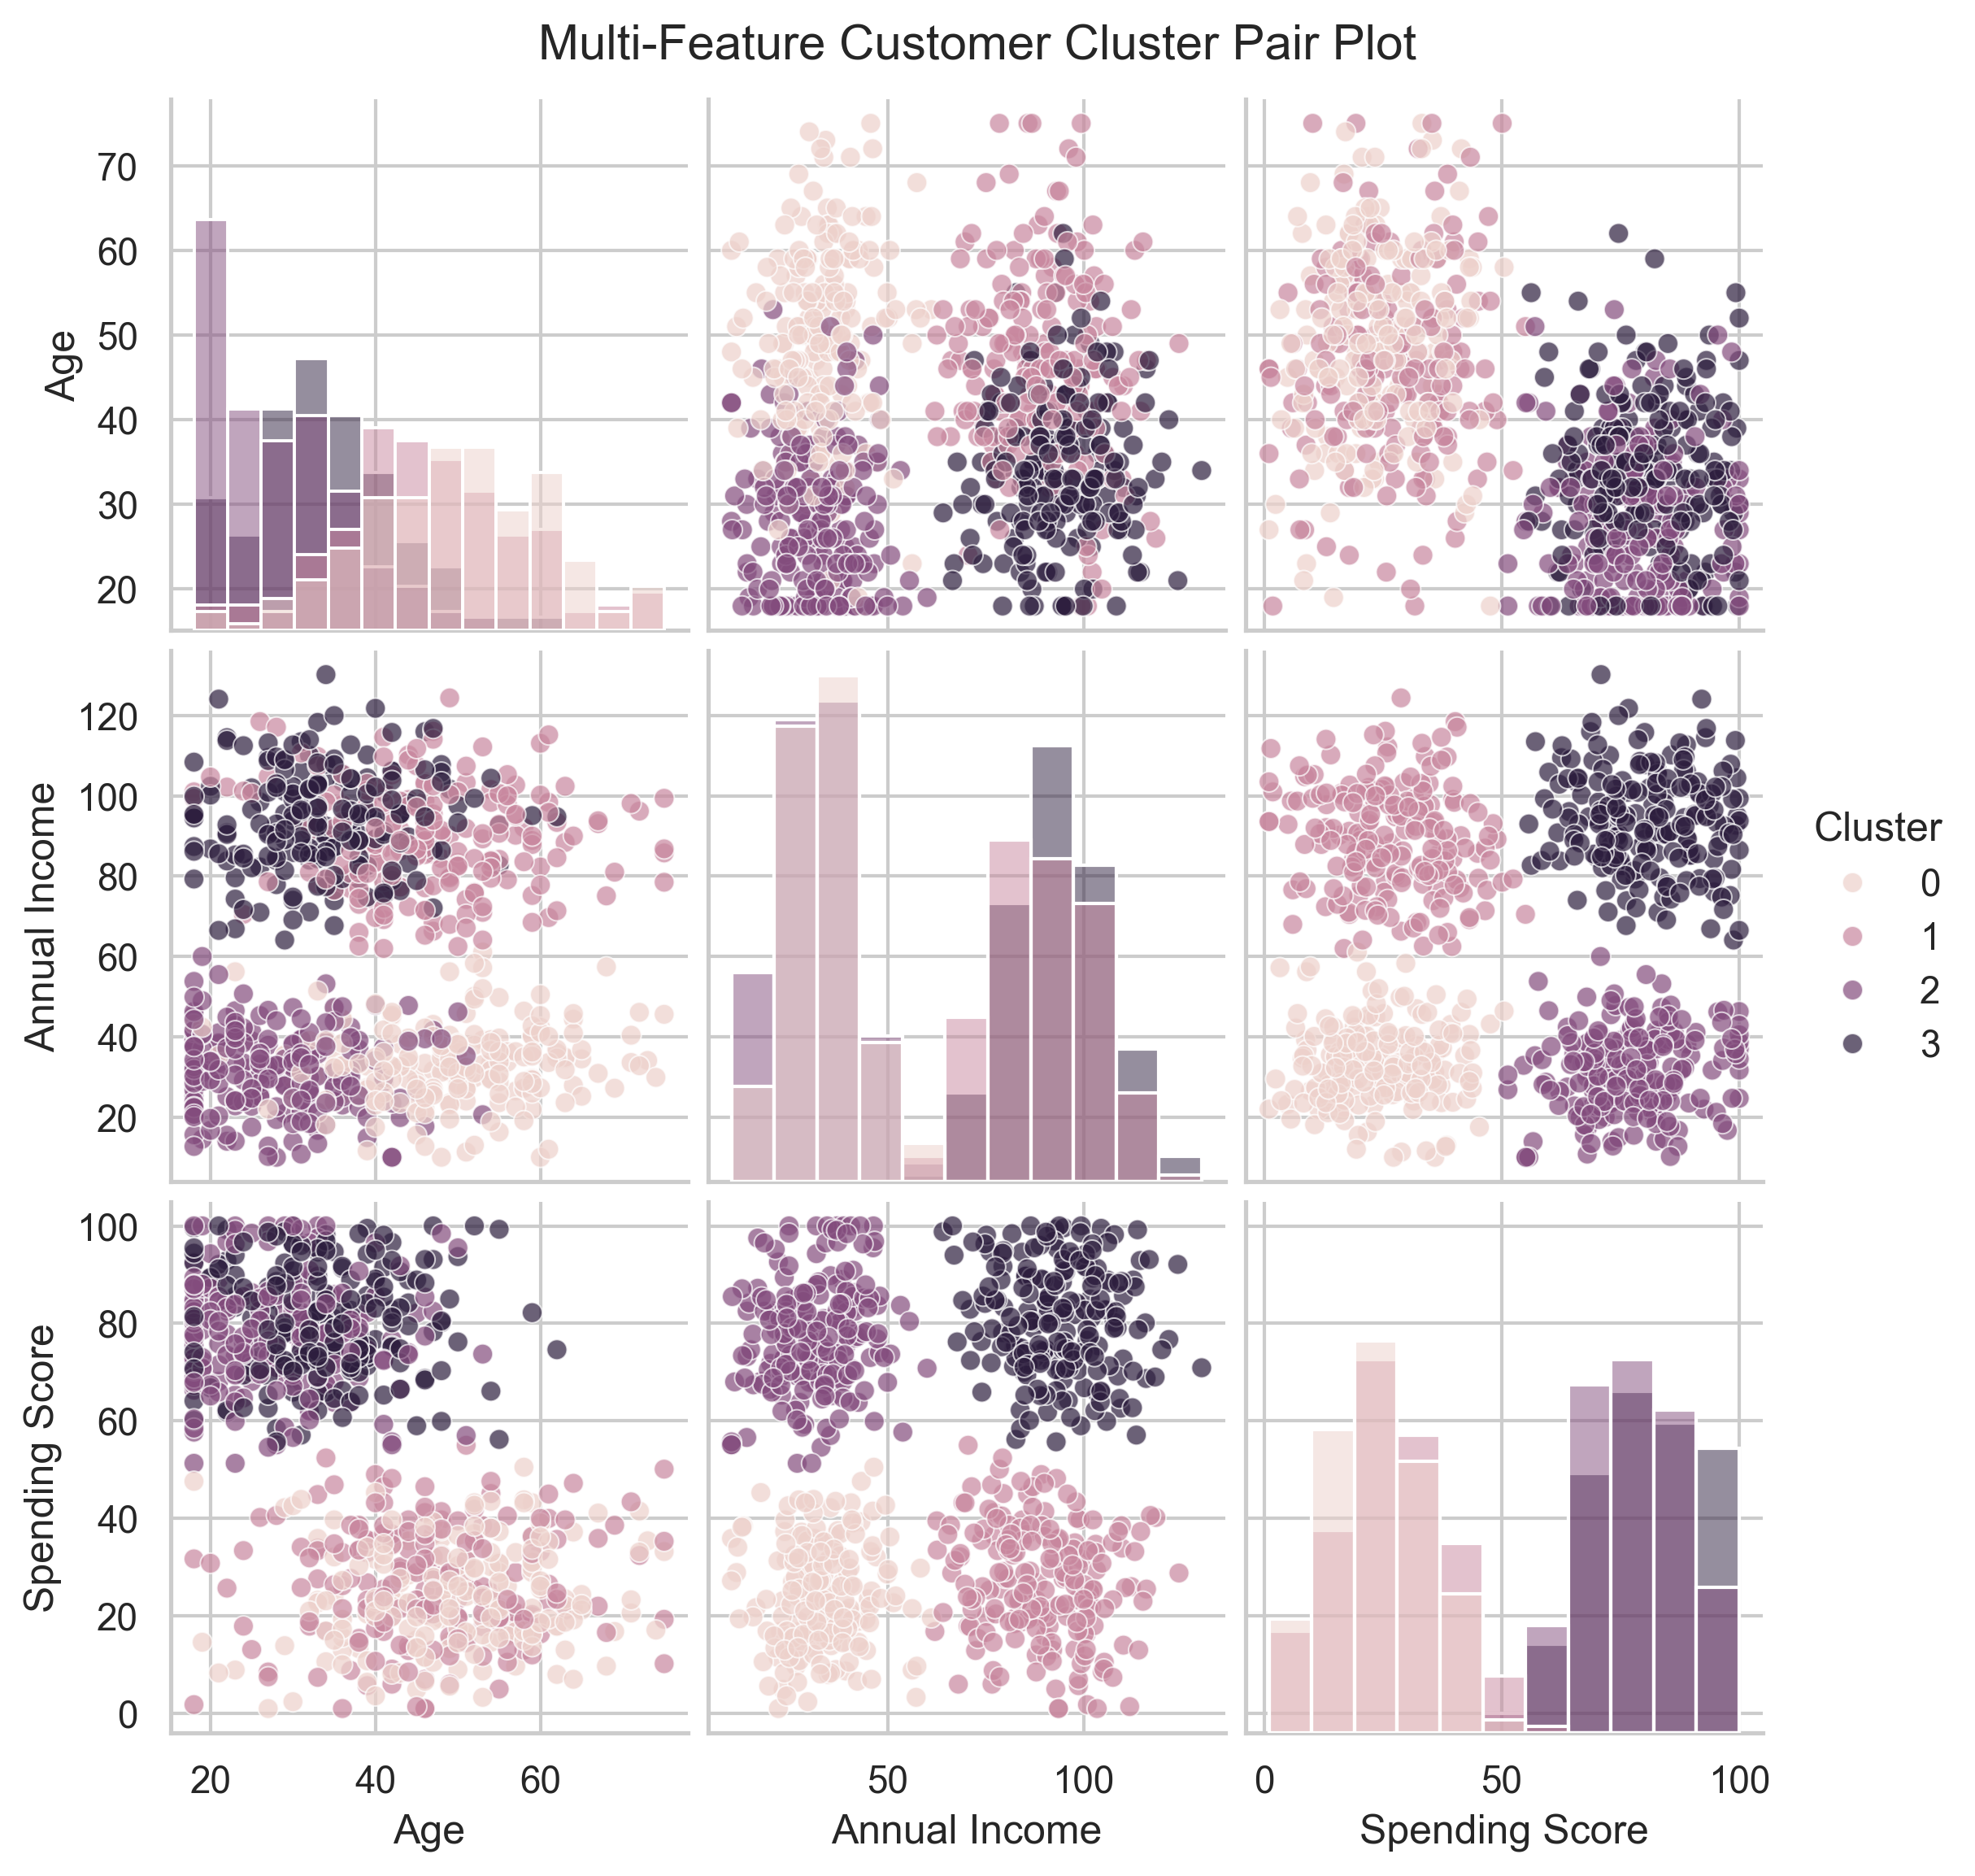 Multi-Feature Customer Cluster Pair Plot
Age
70
60
50
40
30
20
Annual Income
120
100
80
60
40
20
Spending Score
100
80
60
40
20
0
20 40 60
Age
50 100
Annual Income
0 50 100
Spending Score
Cluster
0
1
2
3